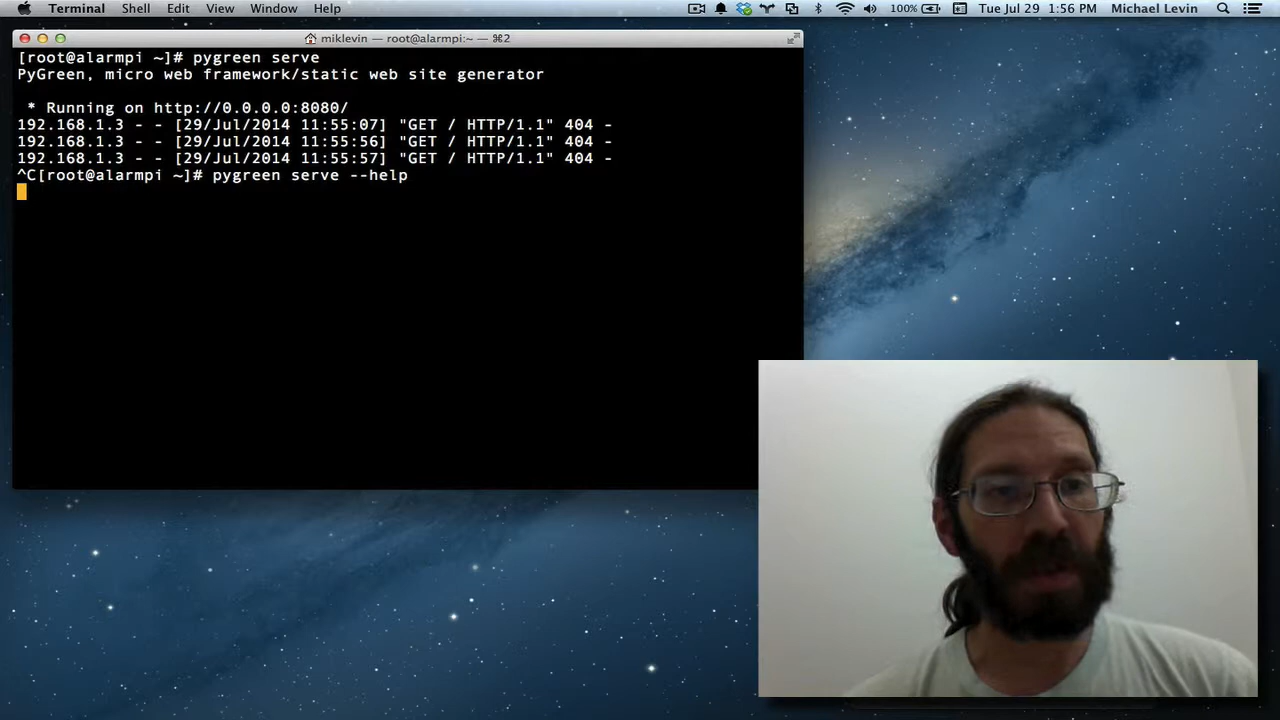 Terminal Shell Edit View Window Help 100% Tue Jul 29 1:56 PM Michael Levin
miklevin — root@alarmpi:~ — ⌘2
[root@alarmpi ~]# pygreen serve
PyGreen, micro web framework/static web site generator
* Running on http://0.0.0.0:8080/
192.168.1.3 - - [29/Jul/2014 11:55:07] "GET / HTTP/1.1" 404 -
192.168.1.3 - - [29/Jul/2014 11:55:56] "GET / HTTP/1.1" 404 -
192.168.1.3 - - [29/Jul/2014 11:55:57] "GET / HTTP/1.1" 404 -
^C[root@alarmpi ~]# pygreen serve --help